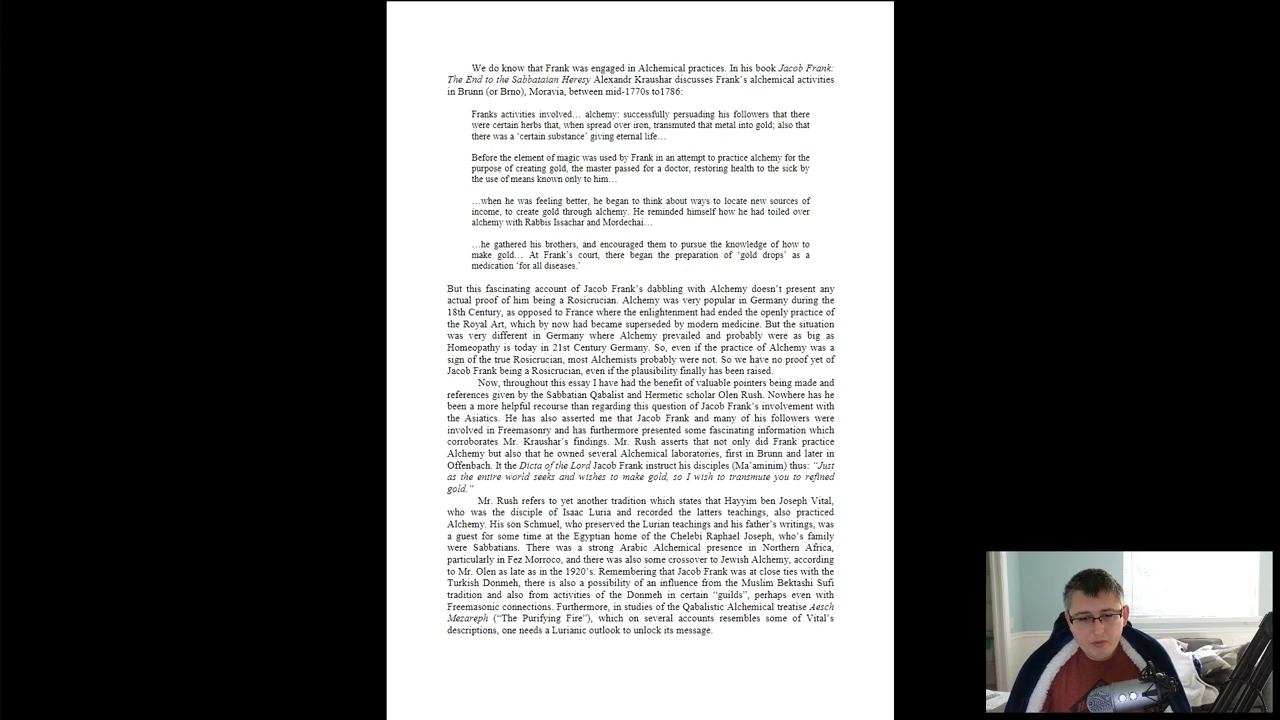 We do know that Frank was engaged in Alchemical practices. In his book Jacob Frank:
The End to the Sabbataian Heresy Alexandr Kraushar discusses Frank's alchemical activities
in Brunn (or Brno), Moravia, between mid-1770s to1786:
Franks activities involved… alchemy: successfully persuading his followers that there
were certain herbs that, when spread over iron, transmuted that metal into gold; also that
there was a 'certain substance' giving eternal life…
Before the element of magic was used by Frank in an attempt to practice alchemy for the
purpose of creating gold, the master passed for a doctor, restoring health to the sick by
the use of means known only to him…
…when he was feeling better, he began to think about ways to locate new sources of
income, to create gold through alchemy. He reminded himself how he had toiled over
alchemy with Rabbis Issachar and Mordechai…
…he gathered his brothers, and encouraged them to pursue the knowledge of how to
make gold… At Frank's court, there began the preparation of 'gold drops' as a
medication 'for all diseases.'
But this fascinating account of Jacob Frank's dabbling with Alchemy doesn't present any
actual proof of him being a Rosicrucian. Alchemy was very popular in Germany during the
18th Century, as opposed to France where the enlightenment had ended the openly practice of
the Royal Art, which by now had became superseded by modern medicine. But the situation
was very different in Germany where Alchemy prevailed and probably were as big as
Homeopathy is today in 21st Century Germany. So, even if the practice of Alchemy was a
sign of the true Rosicrucian, most Alchemists probably were not. So we have no proof yet of
Jacob Frank being a Rosicrucian, even if the plausibility finally has been raised.
Now, throughout this essay I have had the benefit of valuable pointers being made and
references given by the Sabbatian Qabalist and Hermetic scholar Olen Rush. Nowhere has he
been a more helpful recourse than regarding this question of Jacob Frank's involvement with
the Asiatics. He has also asserted me that Jacob Frank and many of his followers were
involved in Freemasonry and has furthermore presented some fascinating information which
corroborates Mr. Kraushar's findings. Mr. Rush asserts that not only did Frank practice
Alchemy but also that he owned several Alchemical laboratories, first in Brunn and later in
Offenbach. It the Dicta of the Lord Jacob Frank instruct his disciples (Ma'aminim) thus: "Just
as the entire world seeks and wishes to make gold, so I wish to transmute you to refined
gold."
Mr. Rush refers to yet another tradition which states that Hayyim ben Joseph Vital,
who was the disciple of Isaac Luria and recorded the latters teachings, also practiced
Alchemy. His son Schmuel, who preserved the Lurian teachings and his father's writings, was
a guest for some time at the Egyptian home of the Chelebi Raphael Joseph, who's family
were Sabbatians. There was a strong Arabic Alchemical presence in Northern Africa,
particularly in Fez Morroco, and there was also some crossover to Jewish Alchemy, according
to Mr. Olen as late as in the 1920's. Remembering that Jacob Frank was at close ties with the
Turkish Donmeh, there is also a possibility of an influence from the Muslim Bektashi Sufi
tradition and also from activities of the Donmeh in certain "guilds", perhaps even with
Freemasonic connections. Furthermore, in studies of the Qabalistic Alchemical treatise Aesch
Mezareph ("The Purifying Fire"), which on several accounts resembles some of Vital's
descriptions, one needs a Lurianic outlook to unlock its message.